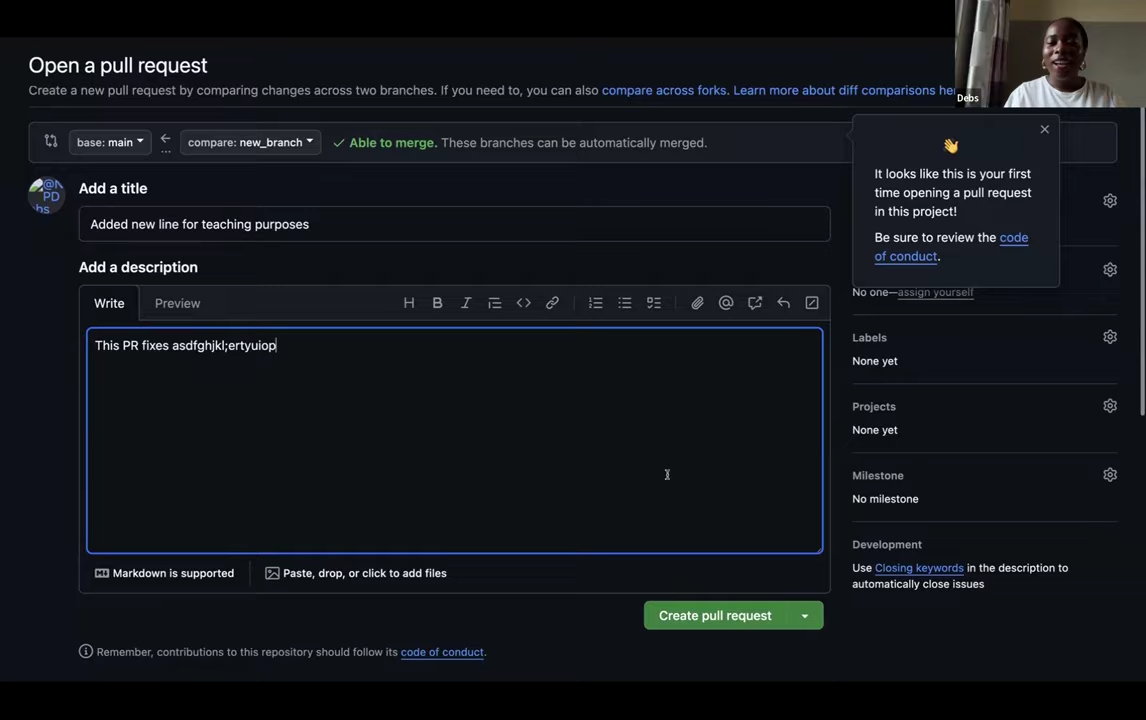 Open a pull request
Create a new pull request by comparing changes across two branches. If you need to, you can also compare across forks. Learn more about diff comparisons her
Debs
base: main
...
compare: new_branch
Able to merge. These branches can be automatically merged.
It looks like this is your first
time opening a pull request
in this project!
Be sure to review the code
of conduct.
Add a title
Added new line for teaching purposes
Add a description
Write
Preview
This PR fixes asdfghjkl;ertyuiop
Markdown is supported
Paste, drop, or click to add files
Create pull request
Remember, contributions to this repository should follow its code of conduct.
No one—assign yourself
Labels
None yet
Projects
None yet
Milestone
No milestone
Development
Use Closing keywords in the description to
automatically close issues